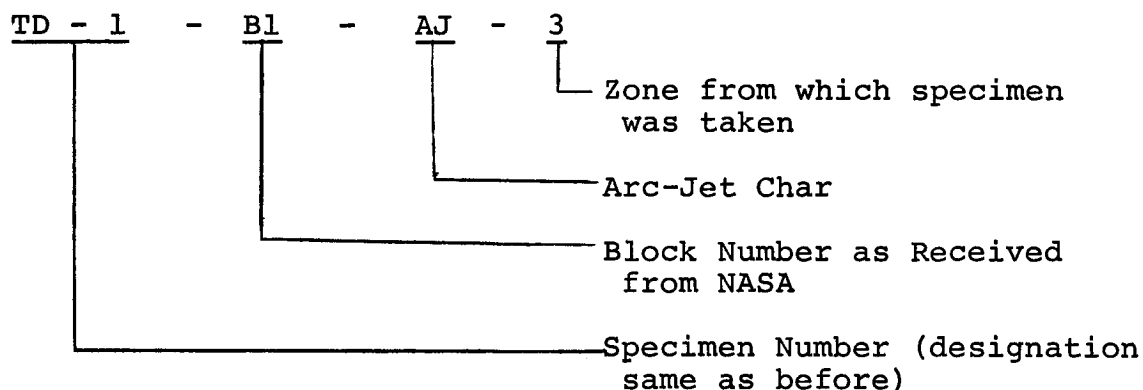 TD - 1 - B1 - AJ - 3
Zone from which specimen
was taken
Arc-Jet Char
Block Number as Received
from NASA
Specimen Number (designation
same as before)